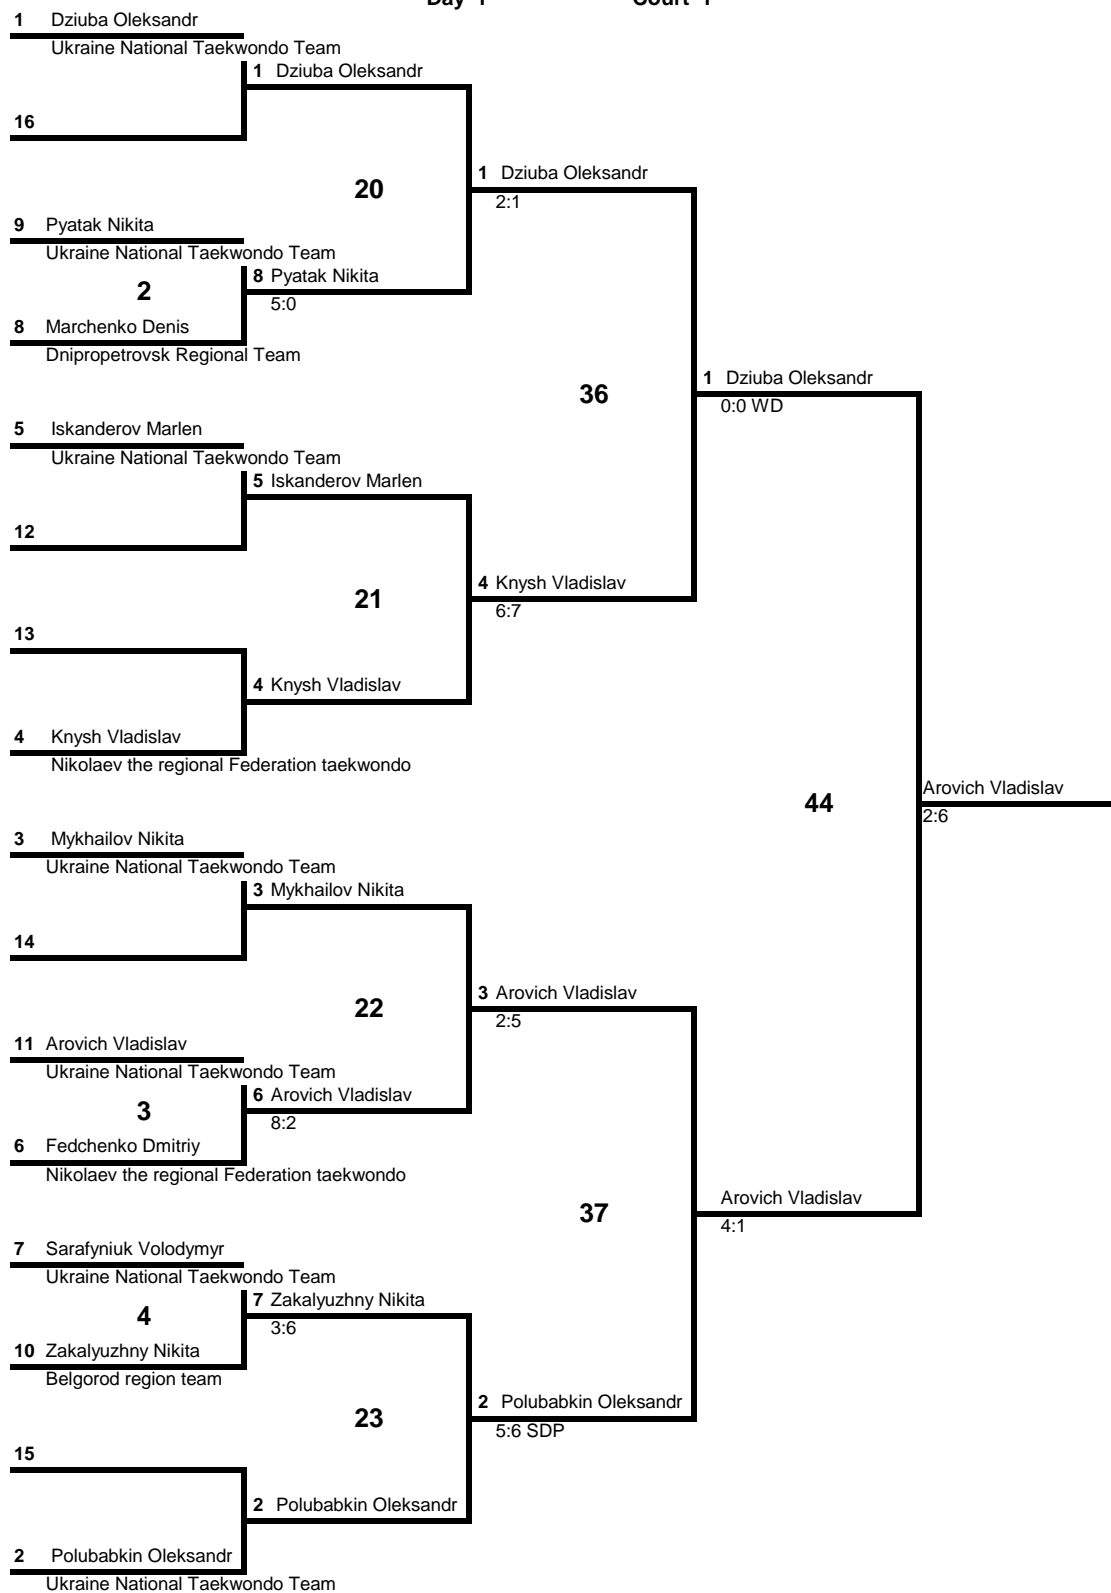 Day 1 Court 1
1 Dziuba Oleksandr
Ukraine National Taekwondo Team
1 Dziuba Oleksandr
16
20
1 Dziuba Oleksandr
2:1
9 Pyatak Nikita
Ukraine National Taekwondo Team
2
8 Pyatak Nikita
5:0
8 Marchenko Denis
Dnipropetrovsk Regional Team
36
1 Dziuba Oleksandr
0:0 WD
5 Iskanderov Marlen
Ukraine National Taekwondo Team
5 Iskanderov Marlen
12
21
4 Knysh Vladislav
6:7
13
4 Knysh Vladislav
4 Knysh Vladislav
Nikolaev the regional Federation taekwondo
44
Arovich Vladislav
2:6
3 Mykhailov Nikita
Ukraine National Taekwondo Team
3 Mykhailov Nikita
14
22
3 Arovich Vladislav
2:5
11 Arovich Vladislav
Ukraine National Taekwondo Team
3
6 Arovich Vladislav
8:2
6 Fedchenko Dmitriy
Nikolaev the regional Federation taekwondo
37
Arovich Vladislav
4:1
7 Sarafyniuk Volodymyr
Ukraine National Taekwondo Team
4
7 Zakalyuzhny Nikita
3:6
10 Zakalyuzhny Nikita
Belgorod region team
23
2 Polubabkin Oleksandr
5:6 SDP
15
2 Polubabkin Oleksandr
2 Polubabkin Oleksandr
Ukraine National Taekwondo Team